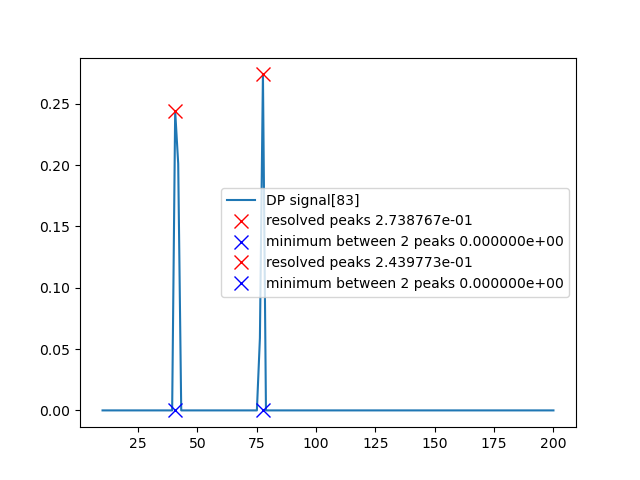 0.25
0.20
0.15
0.10
0.05
0.00
DP signal[83]
resolved peaks 2.738767e-01
minimum between 2 peaks 0.000000e+00
resolved peaks 2.439773e-01
minimum between 2 peaks 0.000000e+00
25 50 75 100 125 150 175 200